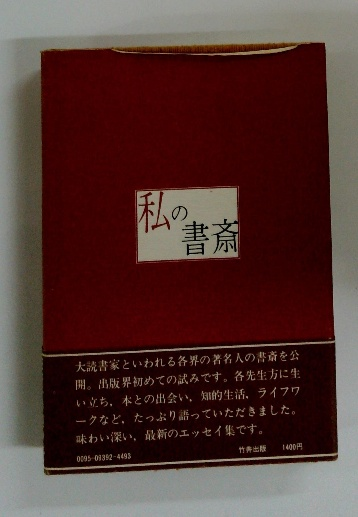 私の
書斎
大読書家といわれる各界の著名人の書斎を公
開。出版界初めての試みです。各先生方に生
い立ち、本との出会い、知的生活、ライフワ
ークなど、たっぷり語っていただきました。
味わい深い、最新のエッセイ集です。
0095-09392-4493
竹井出版 1400円